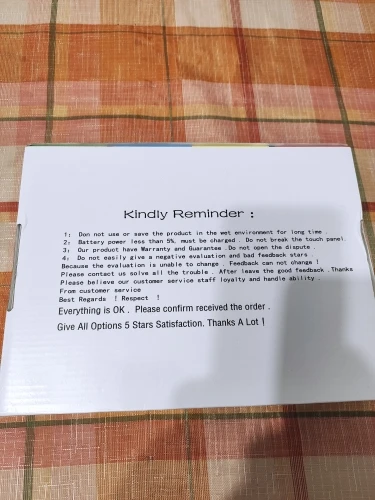 Kindly Reminder :
1: Don not use or save the product in the wet environment for long time .
2: Battery power less than 5%, must be charged . Do not break the touch panel.
3: Our product have Warranty and Guarantee .Do not open the dispute .
4: Do not easily give a negative evaluation and bad feedback stars .
Because the evaluation is unable to change . Feedback can not change !
Please contact us solve all the trouble . After leave the good feedback .Thanks
Please believe our customer service staff loyalty and handle ability .
From customer service
Best Regards ! Respect !
Everything is OK . Please confirm received the order .
Give All Options 5 Stars Satisfaction. Thanks A Lot !